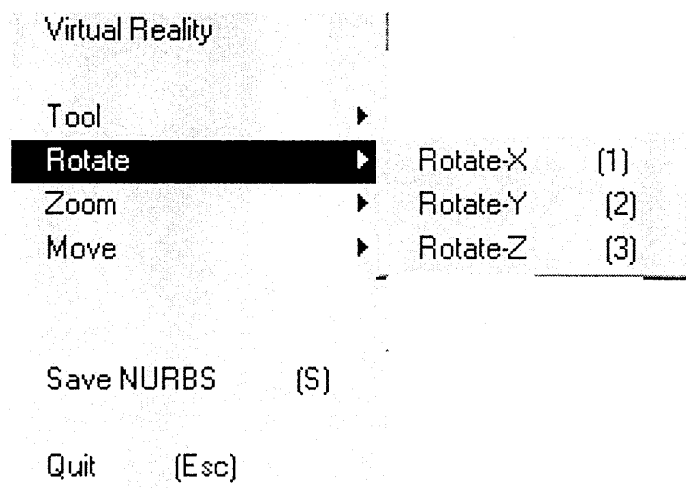 Virtual Reality
Tool
Rotate
Rotate-X (1)
Zoom
Rotate-Y (2)
Move
Rotate-Z (3)
Save NURBS (S)
Quit (Esc)